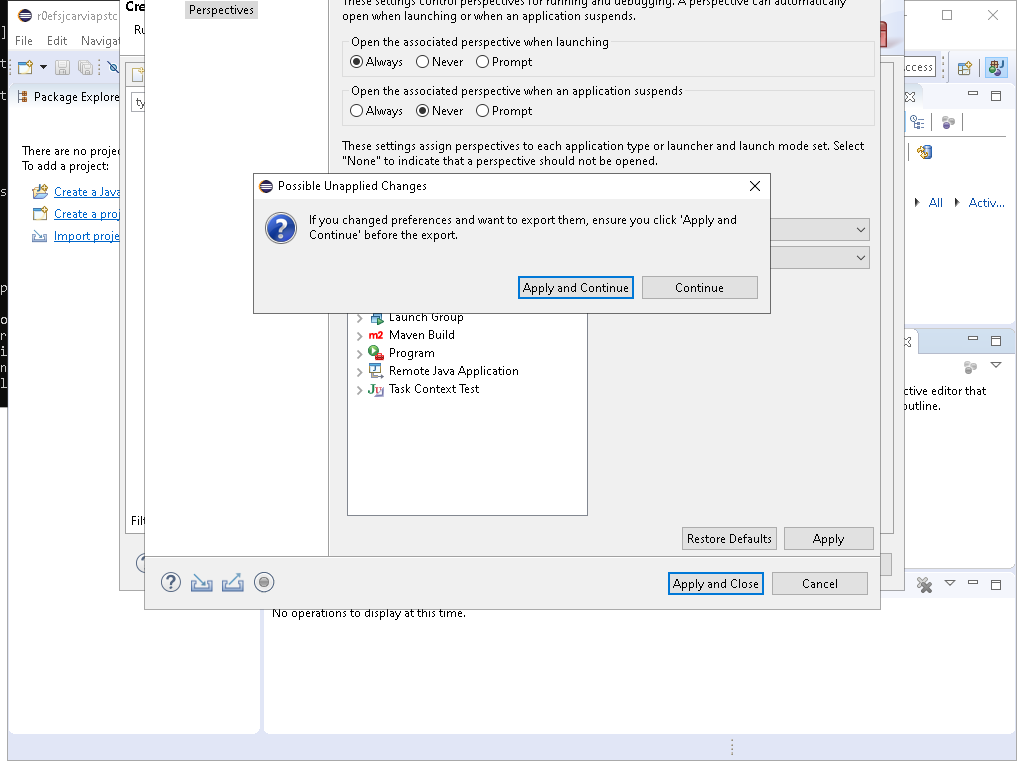 r0efsjcarviapstc
Cre
Ru
Perspectives
These settings control perspectives for running and debugging. A perspective can automatically
open when launching or when an application suspends.
File Edit Navigat
Open the associated perspective when launching
Always Never Prompt
ccess
Open the associated perspective when an application suspends
Always Never Prompt
Package Explore
ty
These settings assign perspectives to each application type or launcher and launch mode set. Select
"None" to indicate that a perspective should not be opened.
There are no projec
To add a project:
Create a Java
Create a proj
Import proje
All Activ...
Possible Unapplied Changes
If you changed preferences and want to export them, ensure you click 'Apply and
Continue' before the export.
Apply and Continue Continue
Launch Group
Maven Build
Program
Remote Java Application
Task Context Test
ctive editor that
outline.
Filt
Restore Defaults Apply
Apply and Close Cancel
No operations to display at this time.